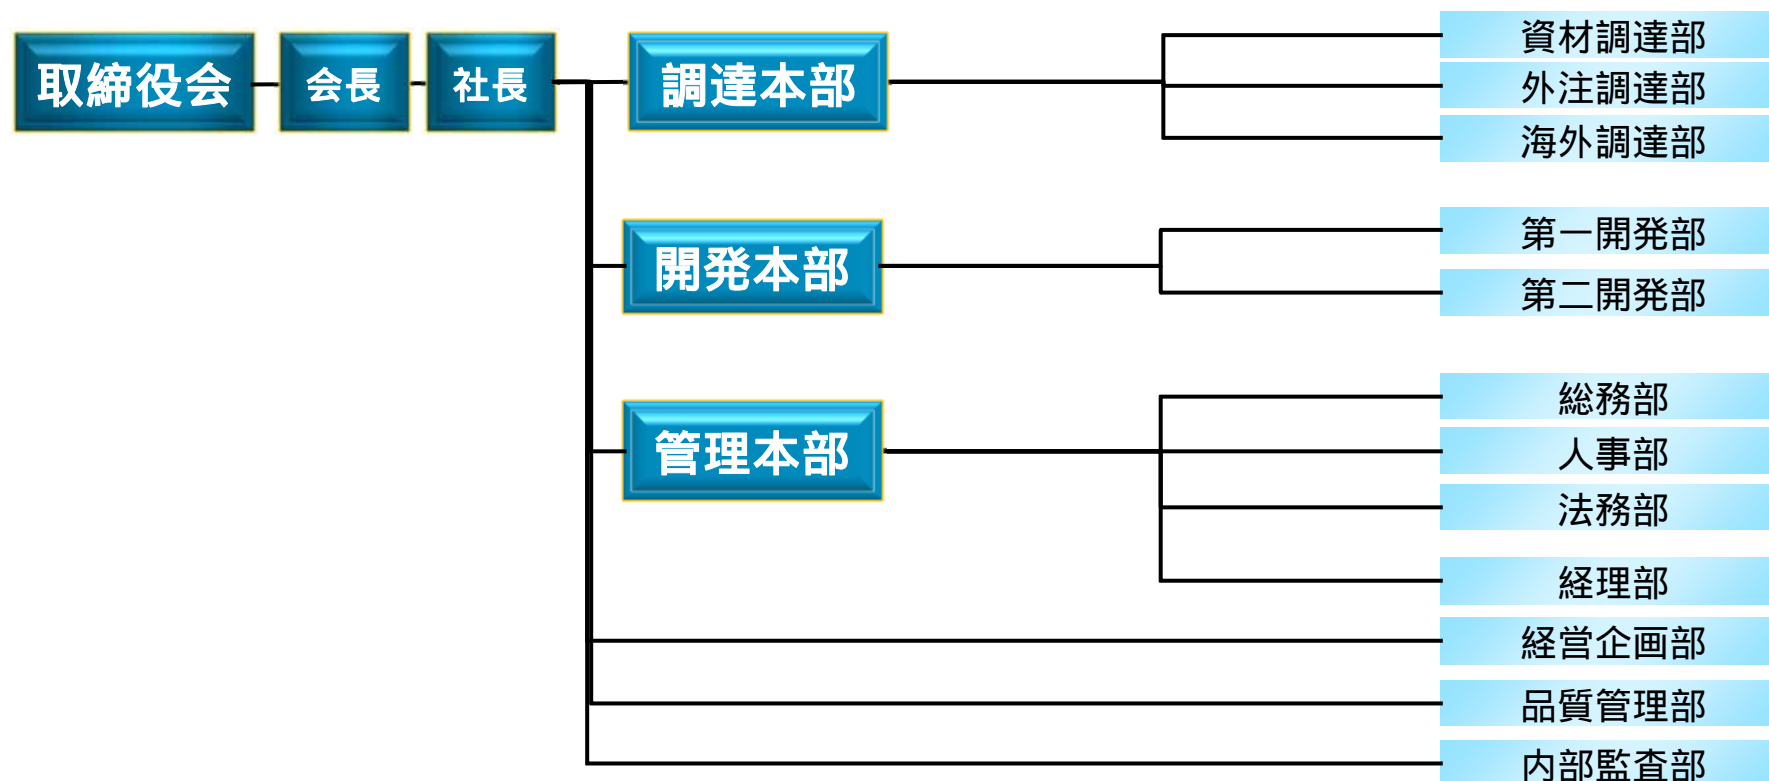 取締役会
会長
社長
調達本部
資材調達部
外注調達部
海外調達部
開発本部
第一開発部
第二開発部
管理本部
総務部
人事部
法務部
経理部
経営企画部
品質管理部
内部監査部